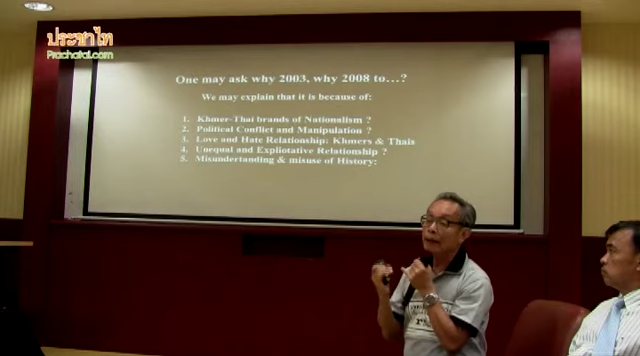 ประชาไท
Prachatai.com
One may ask why 2003, why 2008 to...?
We may explain that it is because of:
1. Khmer-Thai brands of Nationalism ?
2. Political Conflict and Manipulation ?
3. Love and Hate Relationship: Khmers & Thais
4. Unequal and Expliotative Relationship ?
5. Misundertanding & misuse of History: